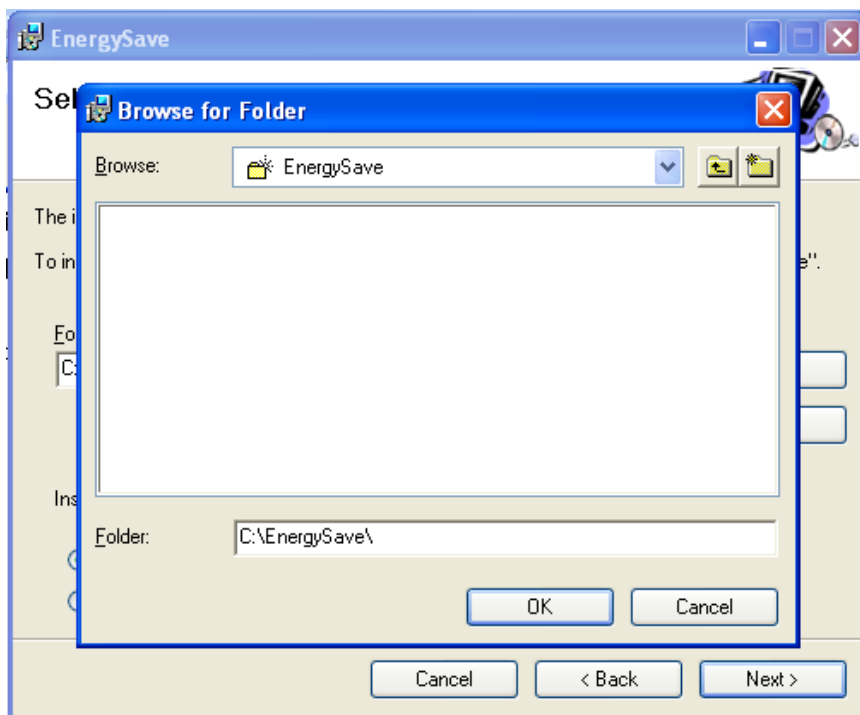 EnergySave
Sel
Browse for Folder
Browse:
EnergySave
The i
To in
e".
Fo
C:
Ins
Folder:
C:\EnergySave\
OK
Cancel
Cancel
< Back
Next >